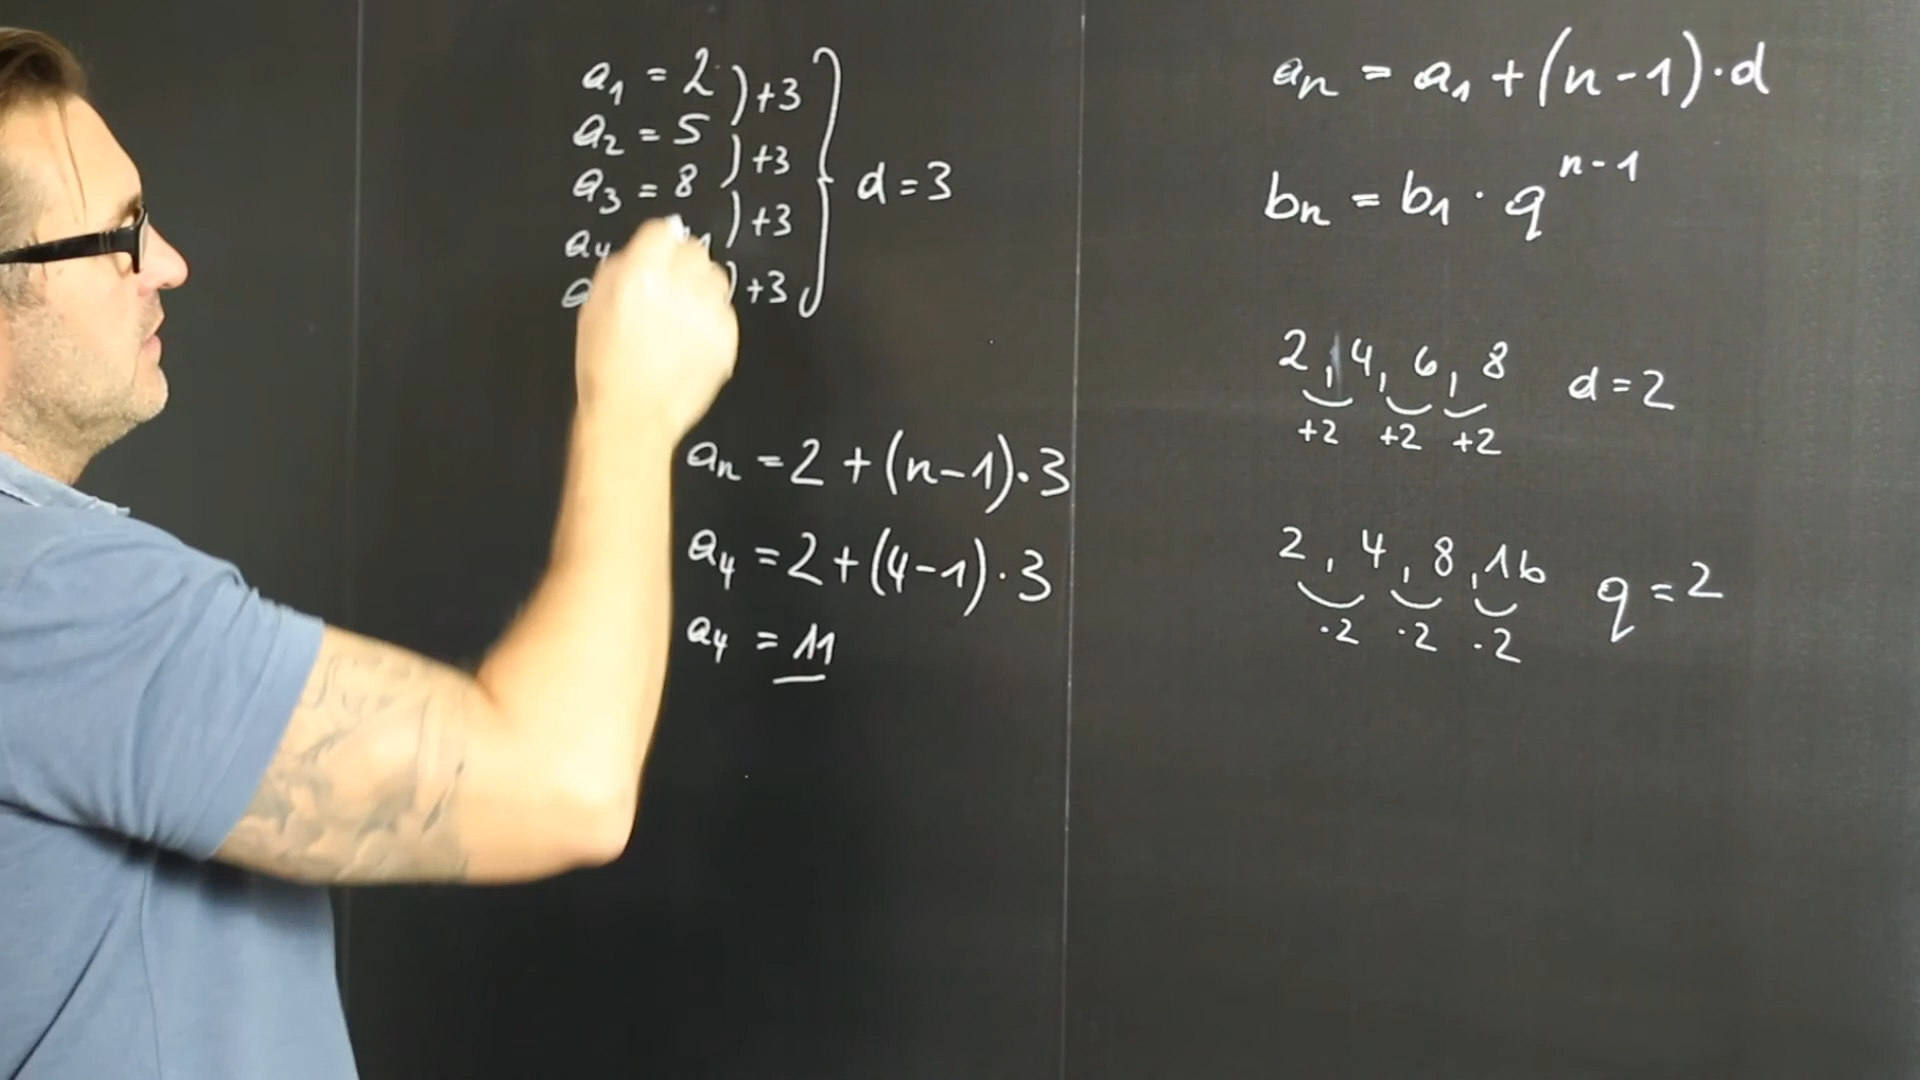 a₁ = 2 )+3
a₂ = 5 )+3
a₃ = 8 )+3 } d = 3
a₄ )+3
a
aₙ = 2 + (n-1)·3
a₄ = 2 + (4-1)·3
a₄ = 11
aₙ = a₁ + (n-1)·d
bₙ = b₁ · qⁿ⁻¹
2, 4, 6, 8 d = 2
+2 +2 +2
2, 4, 8, 16 q = 2
·2 ·2 ·2